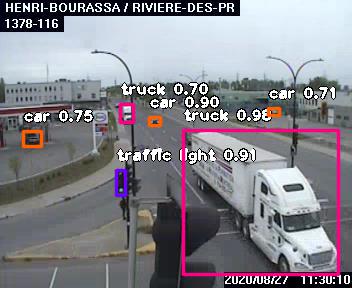 HENRI-BOURASSA / RIVIERE-DES-PR
1378-116
truck 0.70
car 0.71
car 0.90
car 0.75
truck 0.98
traffic light 0.91
2020/08/27 11:30:10